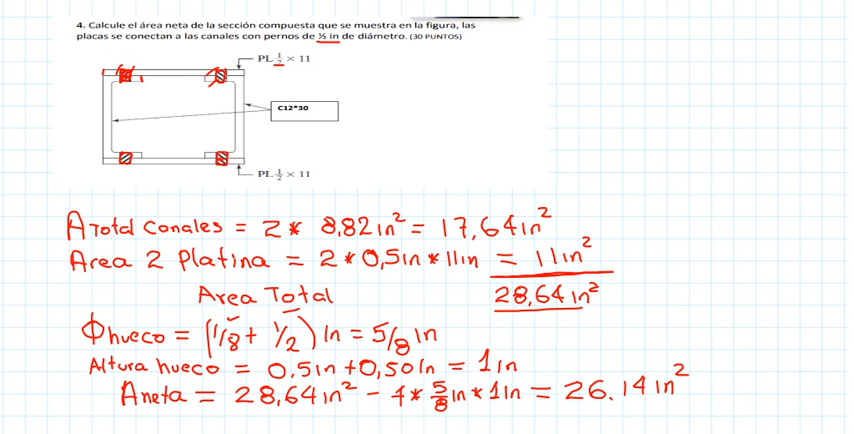 4. Calcule el área neta de la sección compuesta que se muestra en la figura, las
placas se conectan a las canales con pernos de ½ in de diámetro. (30 PUNTOS)
PL 1/2 × 11
C12*30
PL 1/2 × 11
A Total Canales = 2 * 8,82 in² = 17,64 in²
Area 2 Platina = 2 * 0,5 in * 11 in = 11 in²
Area Total 28,64 in²
Φ hueco = (1/8 + 1/2) in = 5/8 in
Altura hueco = 0.5 in + 0,50 in = 1 in
A neta = 28,64 in² - 4 * 5/8 in * 1 in = 26.14 in²